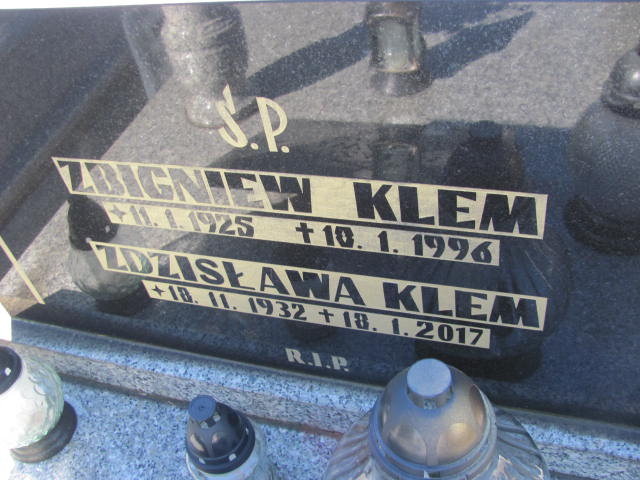 Ś.P.
ZBIGNIEW KLEM
✦11.1.1925 ✝10.1.1996
ZDZISŁAWA KLEM
✦18.11.1932 ✝18.1.2017
R.I.P.